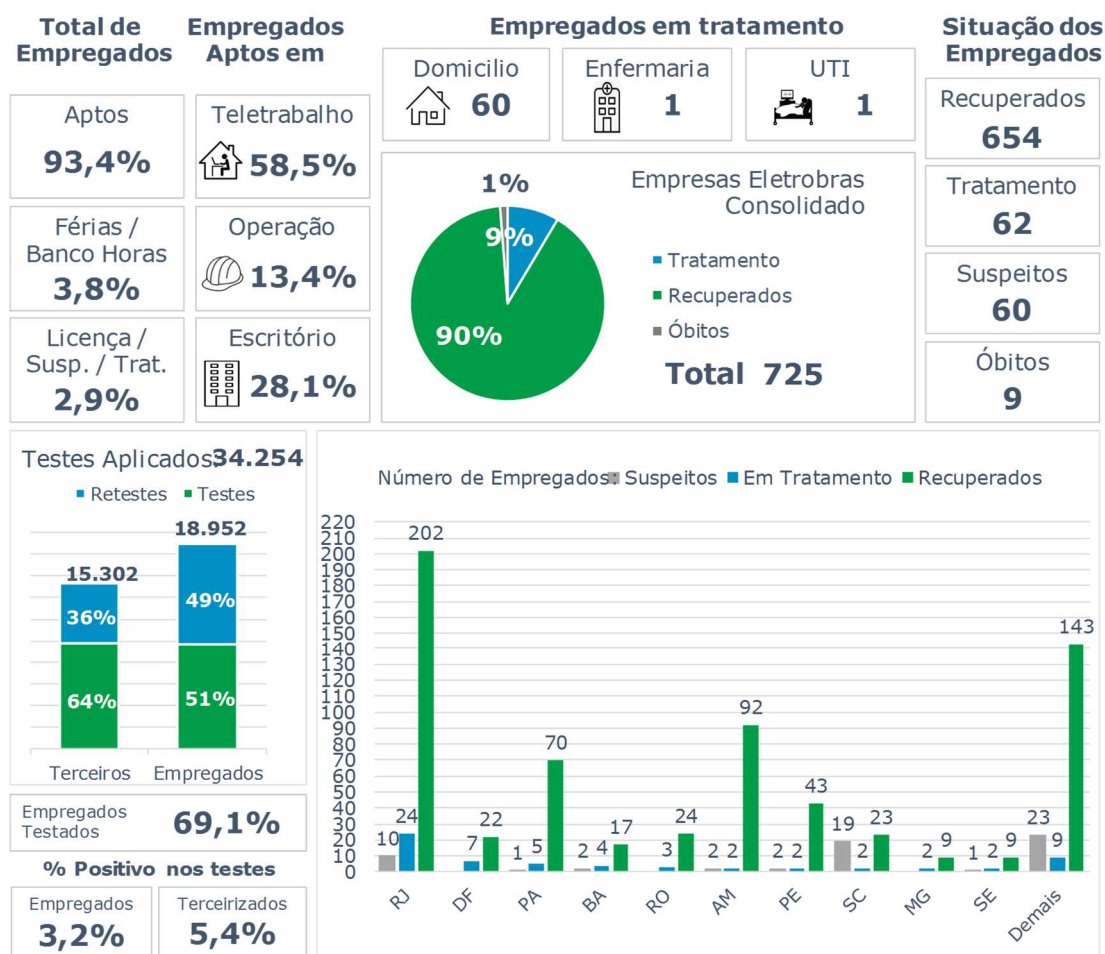 Total de
Empregados
Aptos
93,4%
Férias /
Banco Horas
3,8%
Licença /
Susp. / Trat.
2,9%
Empregados
Aptos em
Teletrabalho
58,5%
Operação
13,4%
Escritório
28,1%
Empregados em tratamento
Domicilio
60
Enfermaria
1
UTI
1
Empresas Eletrobras
Consolidado
1%
9%
90%
Tratamento
Recuperados
Óbitos
Total 725
Situação dos
Empregados
Recuperados
654
Tratamento
62
Suspeitos
60
Óbitos
9
Testes Aplicados: 34.254
Retestes Testes
18.952
15.302
49%
36%
64%
51%
Terceiros Empregados
Empregados
Testados
69,1%
% Positivo nos testes
Empregados
3,2%
Terceirizados
5,4%
Número de Empregados: Suspeitos Em Tratamento Recuperados
220
210
200
190
180
170
160
150
140
130
120
110
100
90
80
70
60
50
40
30
20
10
0
10 24 202
7 22
1 5 70
2 4 17
3 24
2 2 92
2 2 43
19 2 23
2 9
1 2 9
23 9 143
RJ DF PA BA RO AM PE SC MG SE Demais